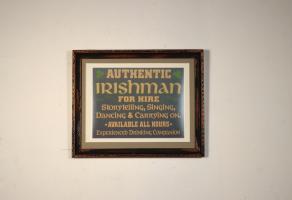 AUTHENTIC
IRISHMAN
FOR HIRE
Storytelling, Singing,
Dancing & Carrying on.
•AVAILABLE ALL HOURS•
Experienced Drinking Companion